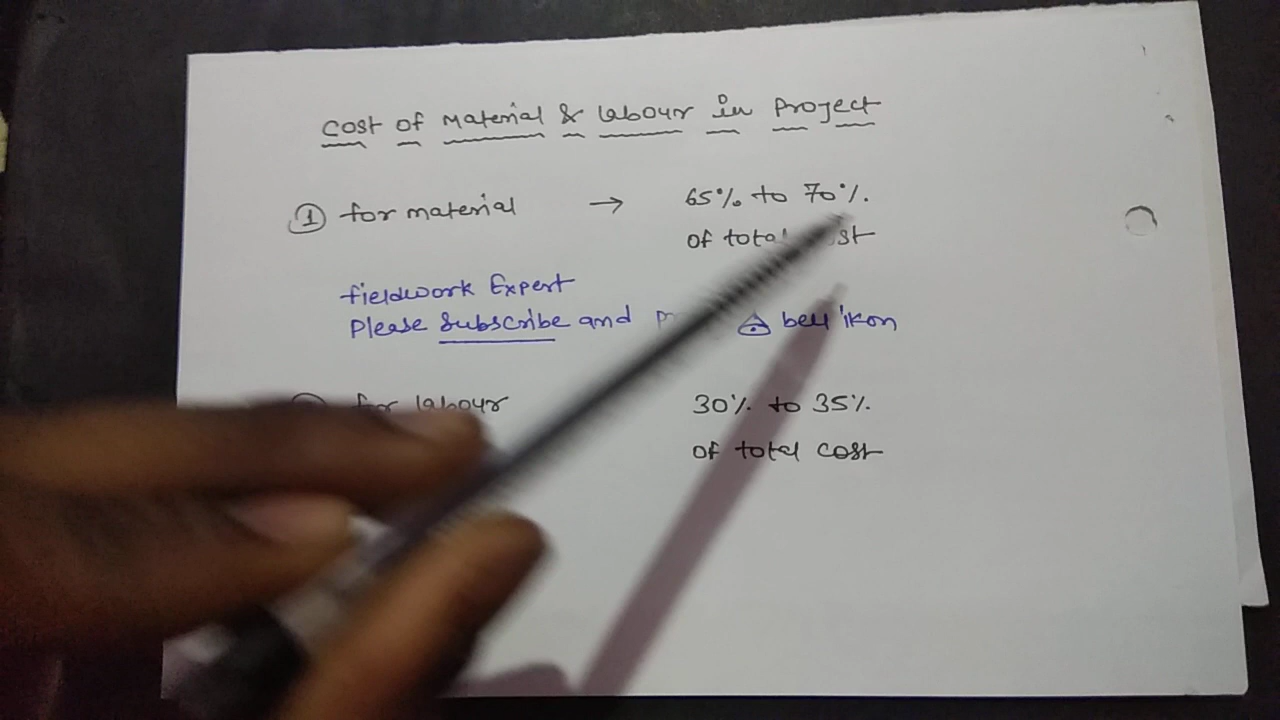 Cost of Material & Labour in Project
① for material → 65% to 70%.
of total cost
fieldwork Expert
Please Subscribe and bell ikon
for labour 30% to 35%.
of total cost